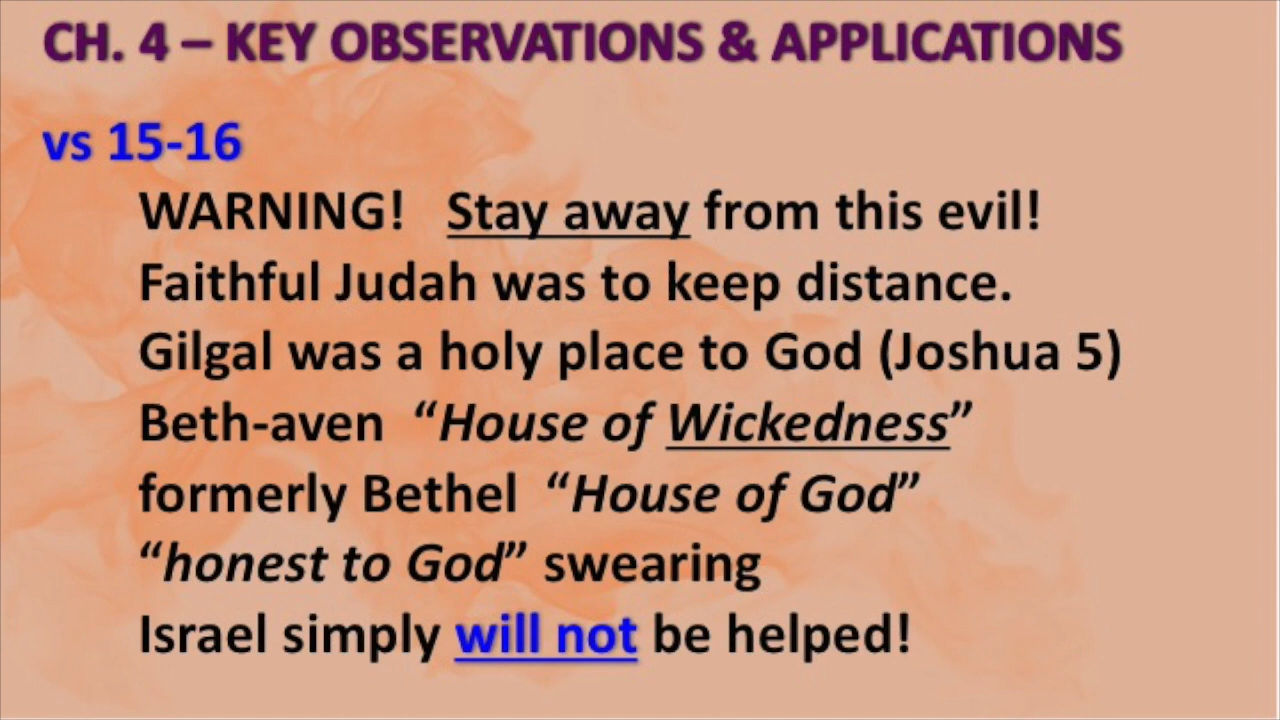 CH. 4 – KEY OBSERVATIONS & APPLICATIONS
vs 15-16
WARNING! Stay away from this evil!
Faithful Judah was to keep distance.
Gilgal was a holy place to God (Joshua 5)
Beth-aven “House of Wickedness”
formerly Bethel “House of God”
“honest to God” swearing
Israel simply will not be helped!